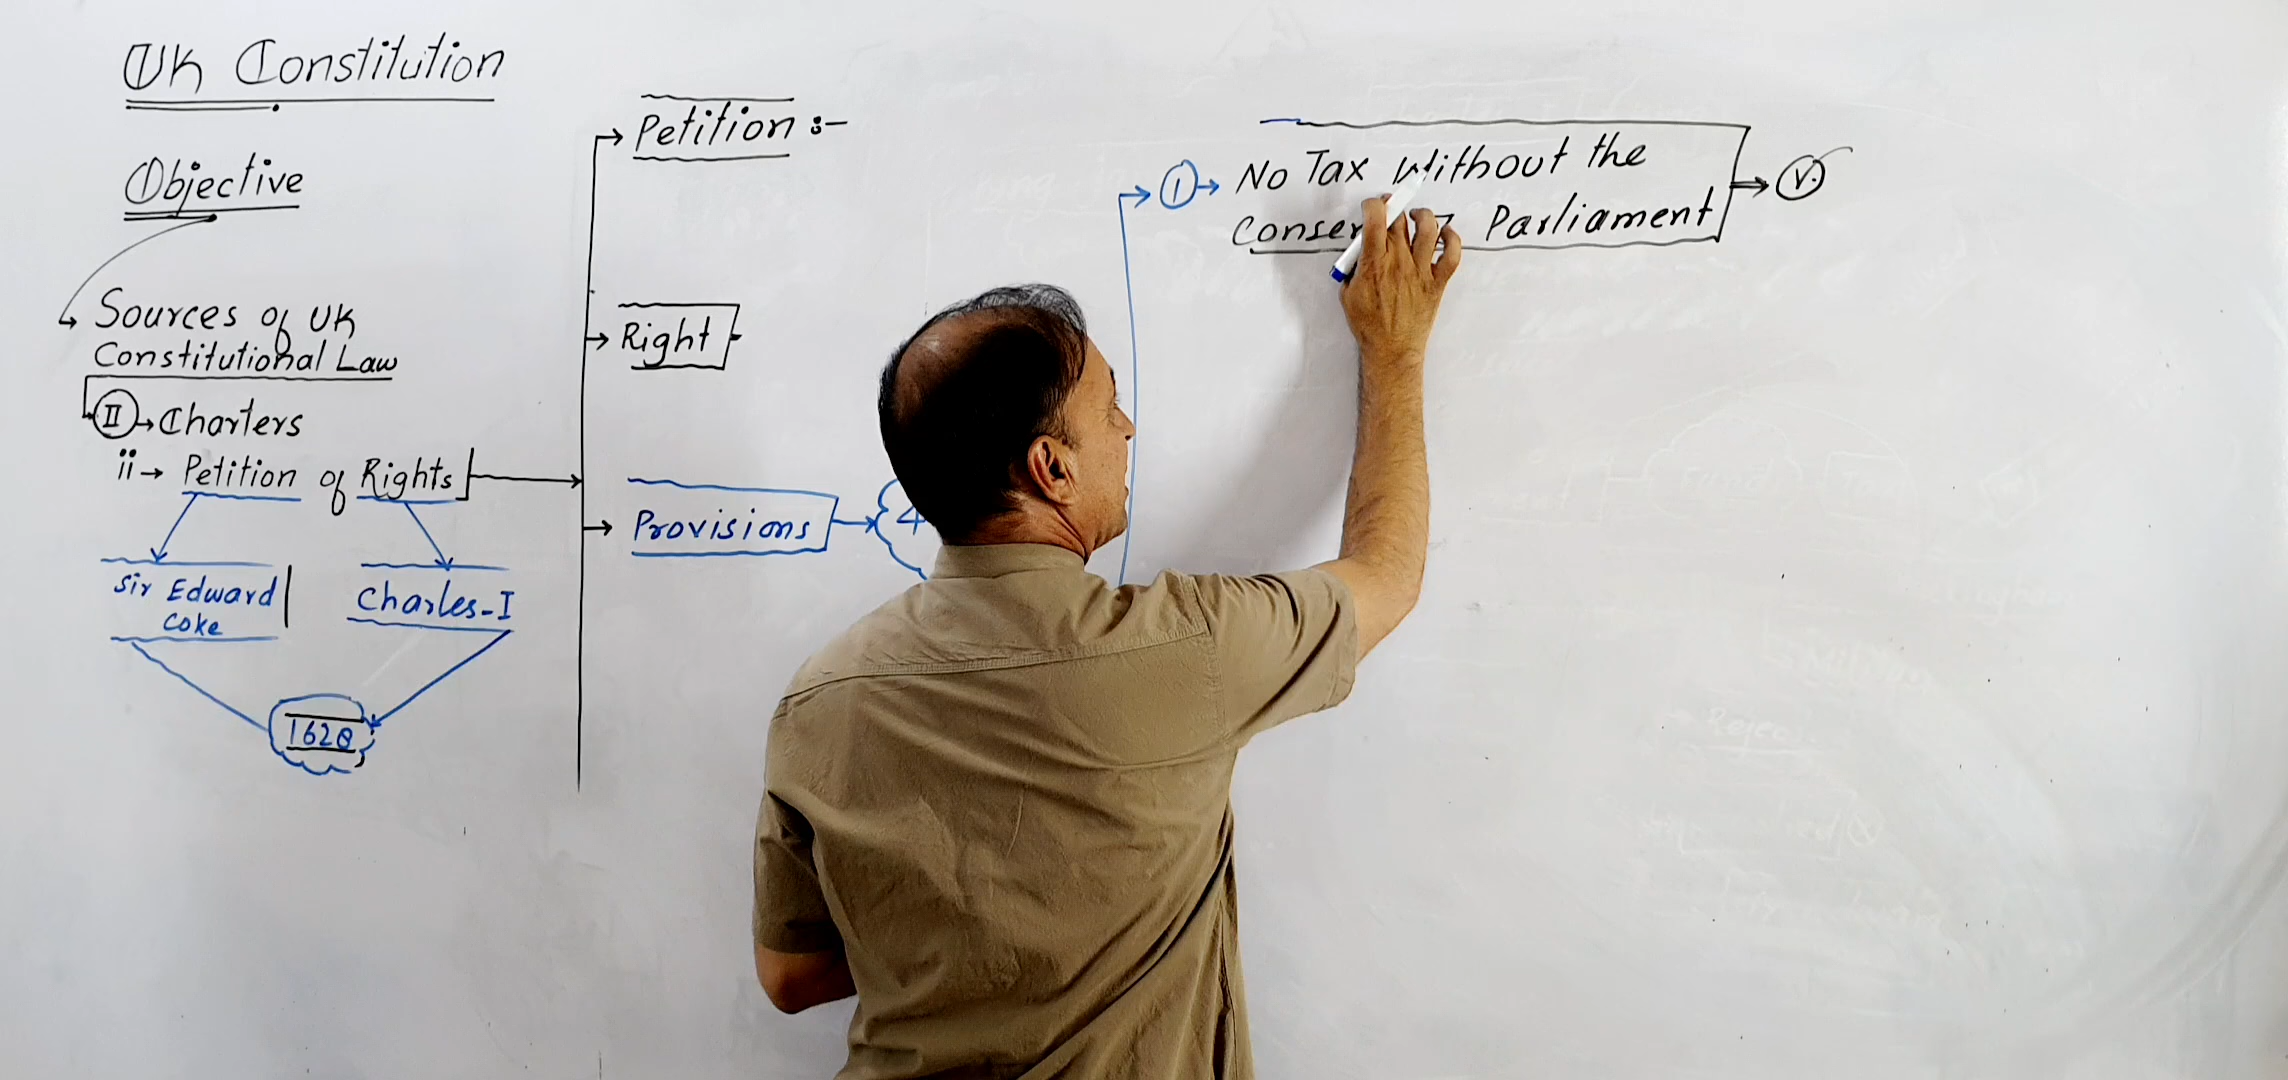 UK Constitution
Objective
Sources of UK
Constitutional Law
II → Charters
ii → Petition of Rights
Sir Edward
Coke
Charles-I
1628
Petition :-
Right
Provisions → 4
1 → No Tax Without the
Parliament
V.